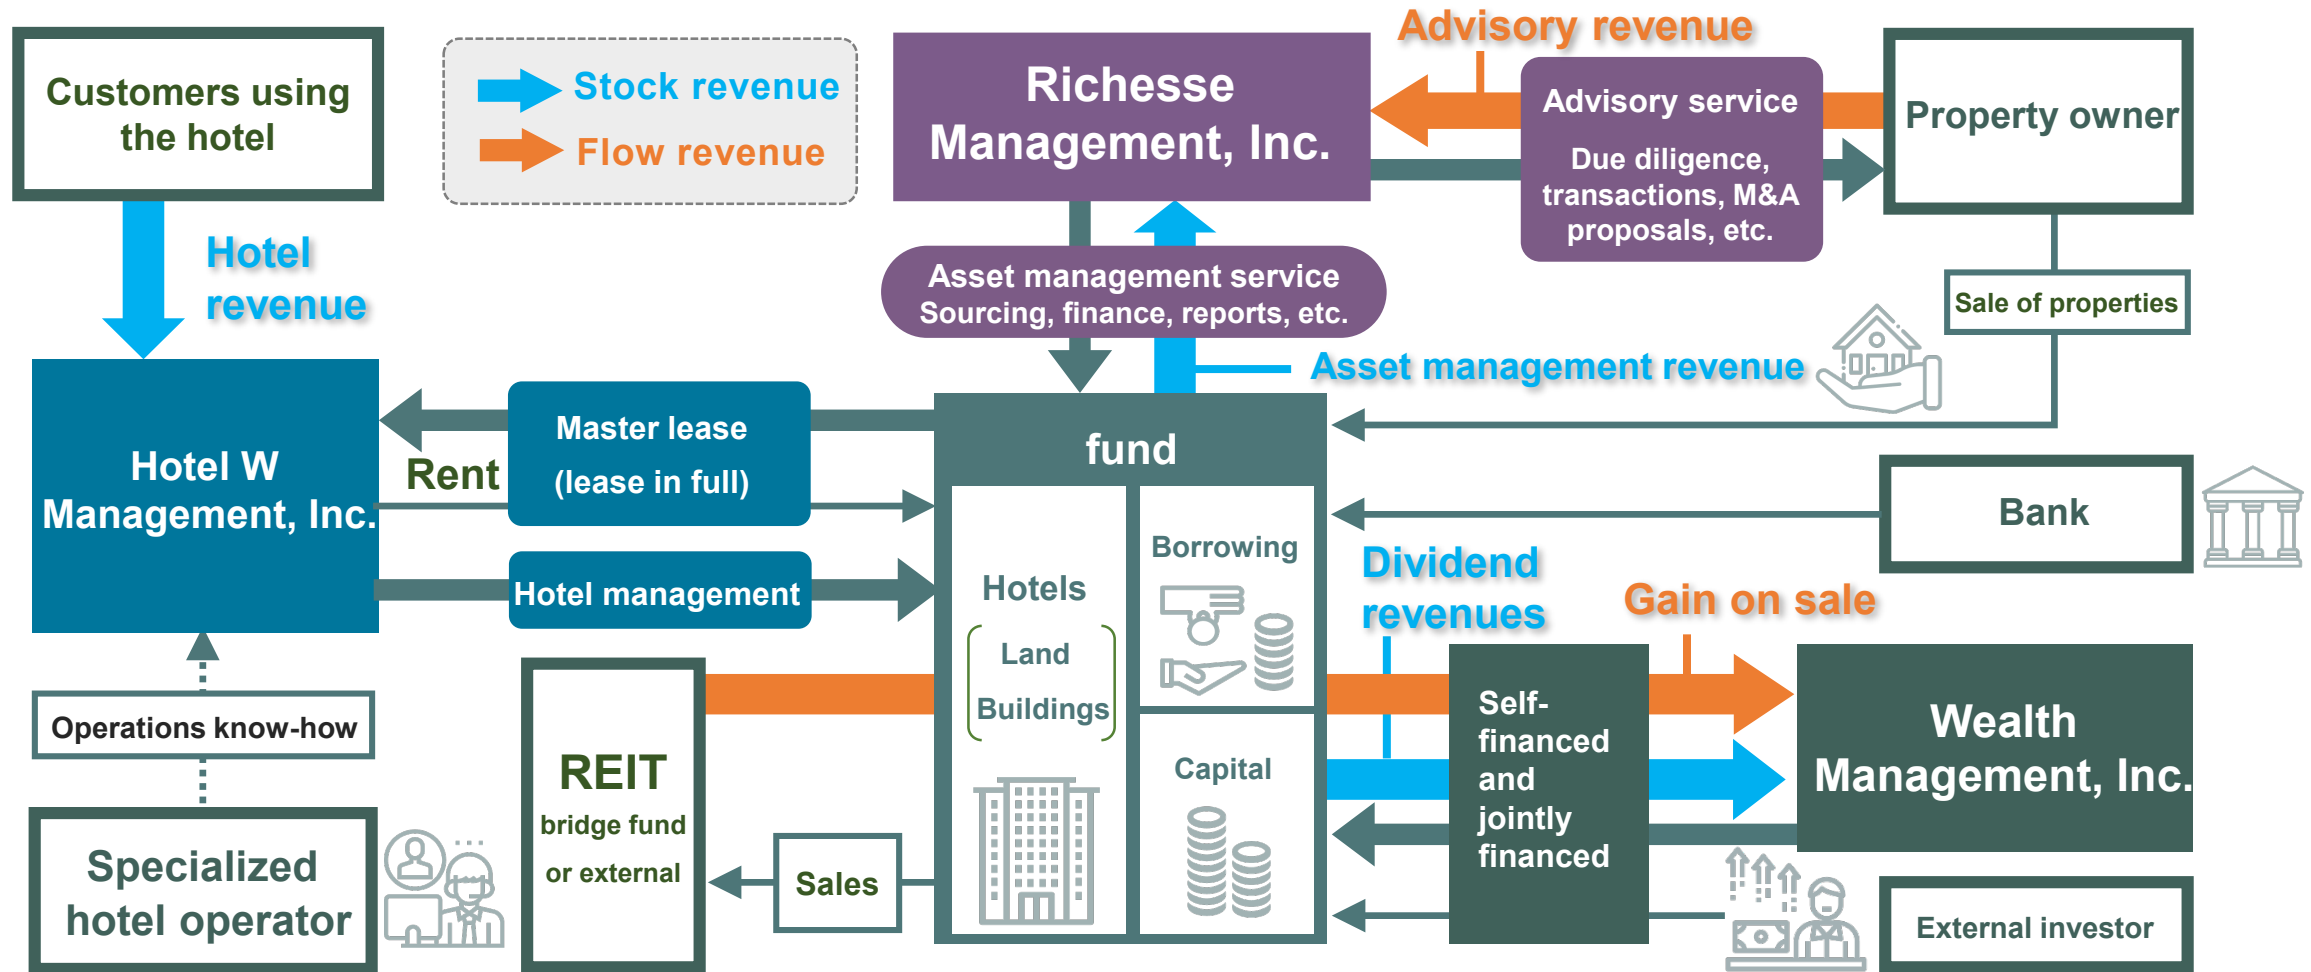 Customers using
the hotel
Stock revenue
Flow revenue
Richesse
Management, Inc.
Advisory revenue
Advisory service
Due diligence,
transactions, M&A
proposals, etc.
Property owner
Hotel
revenue
Asset management service
Sourcing, finance, reports, etc.
Sale of properties
Asset management revenue
Hotel W
Management, Inc.
Master lease
(lease in full)
Rent
Hotel management
fund
Hotels
Land
Buildings
Borrowing
Capital
Bank
Dividend
revenues
Gain on sale
Self-
financed
and
jointly
financed
Wealth
Management, Inc.
Operations know-how
Specialized
hotel operator
REIT
bridge fund
or external
Sales
External investor